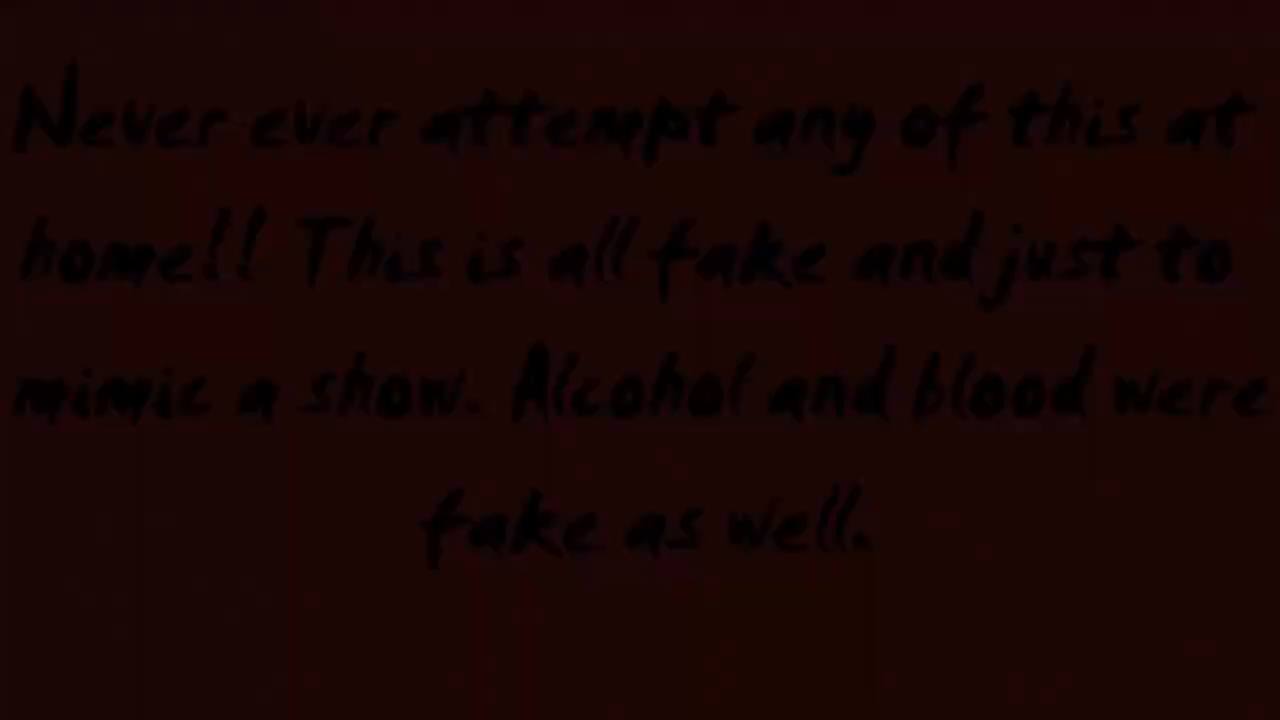 Never ever attempt any of this at
home!! This is all fake and just to
mimic a show. Alcohol and blood were
fake as well.